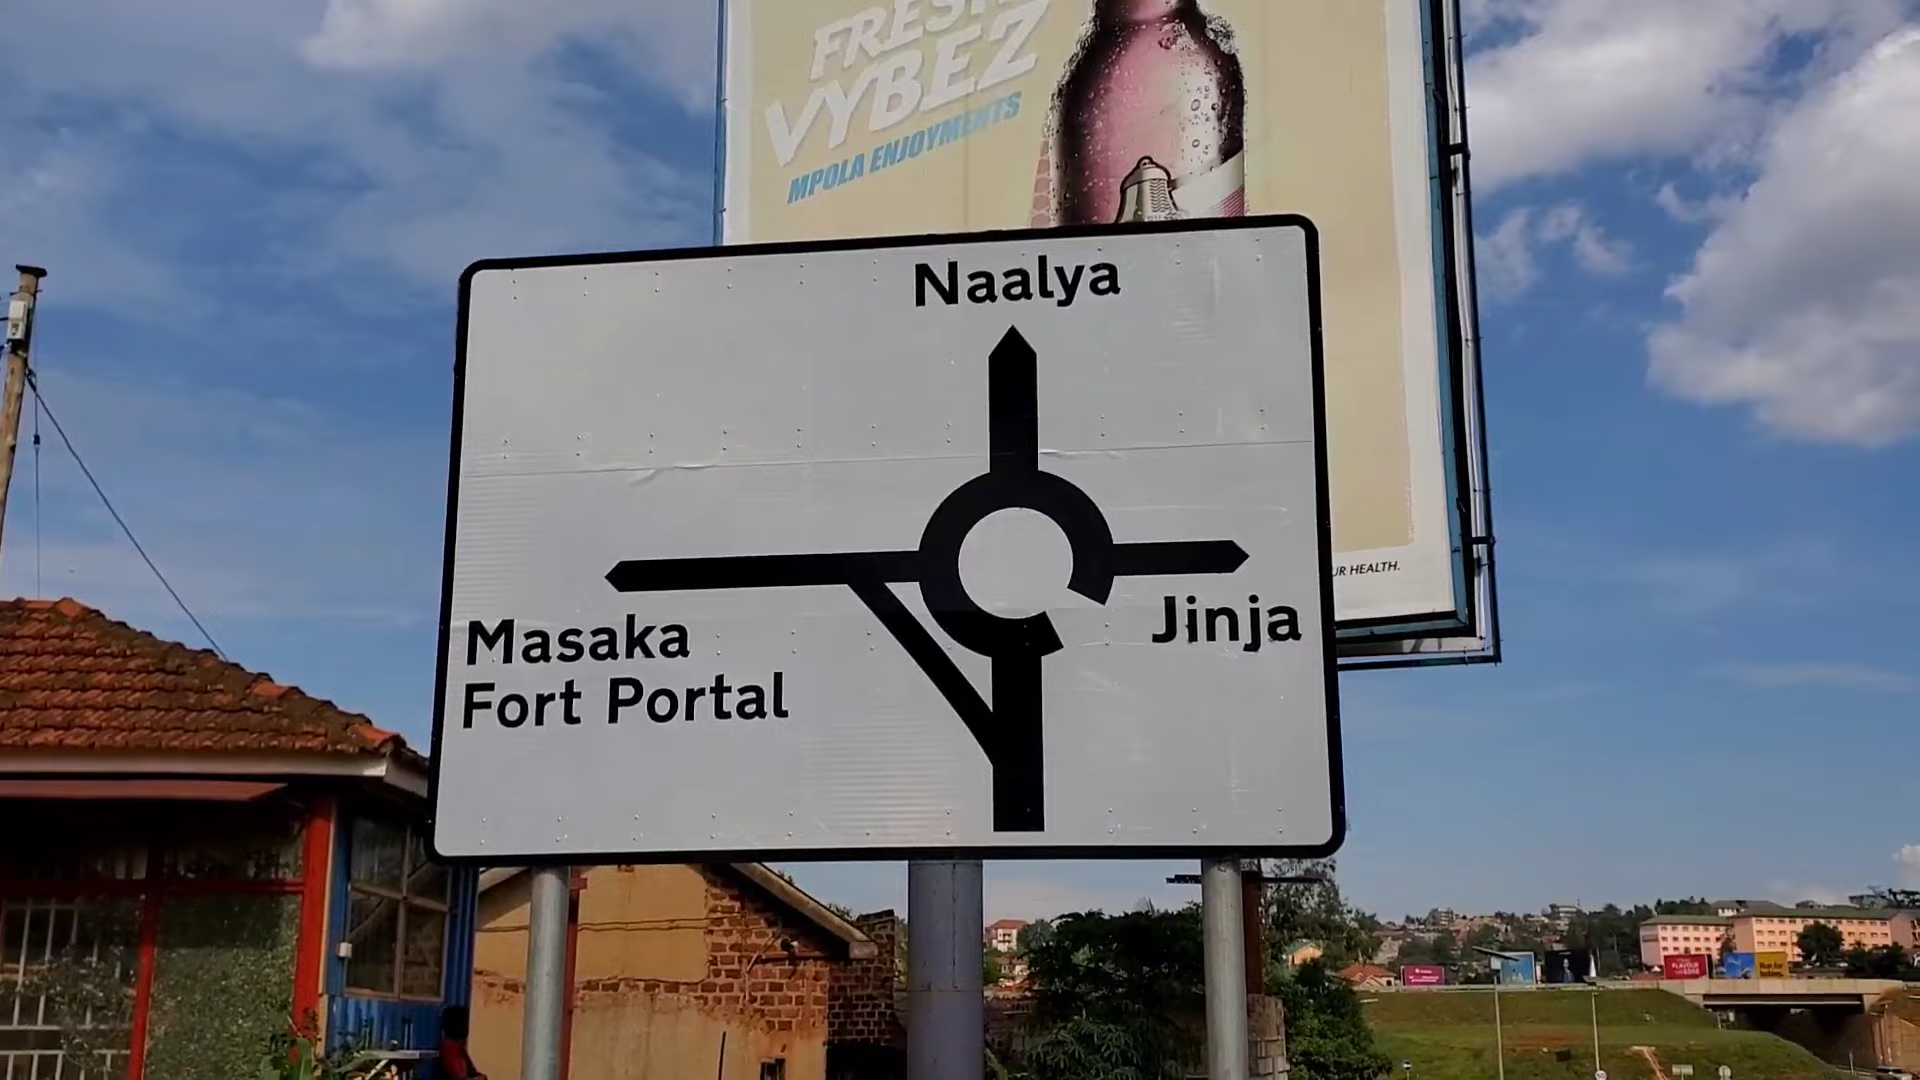 FRESH
VYBEZ
MPOLA ENJOYMENTS
UR HEALTH.
Naalya
Jinja
Masaka
Fort Portal